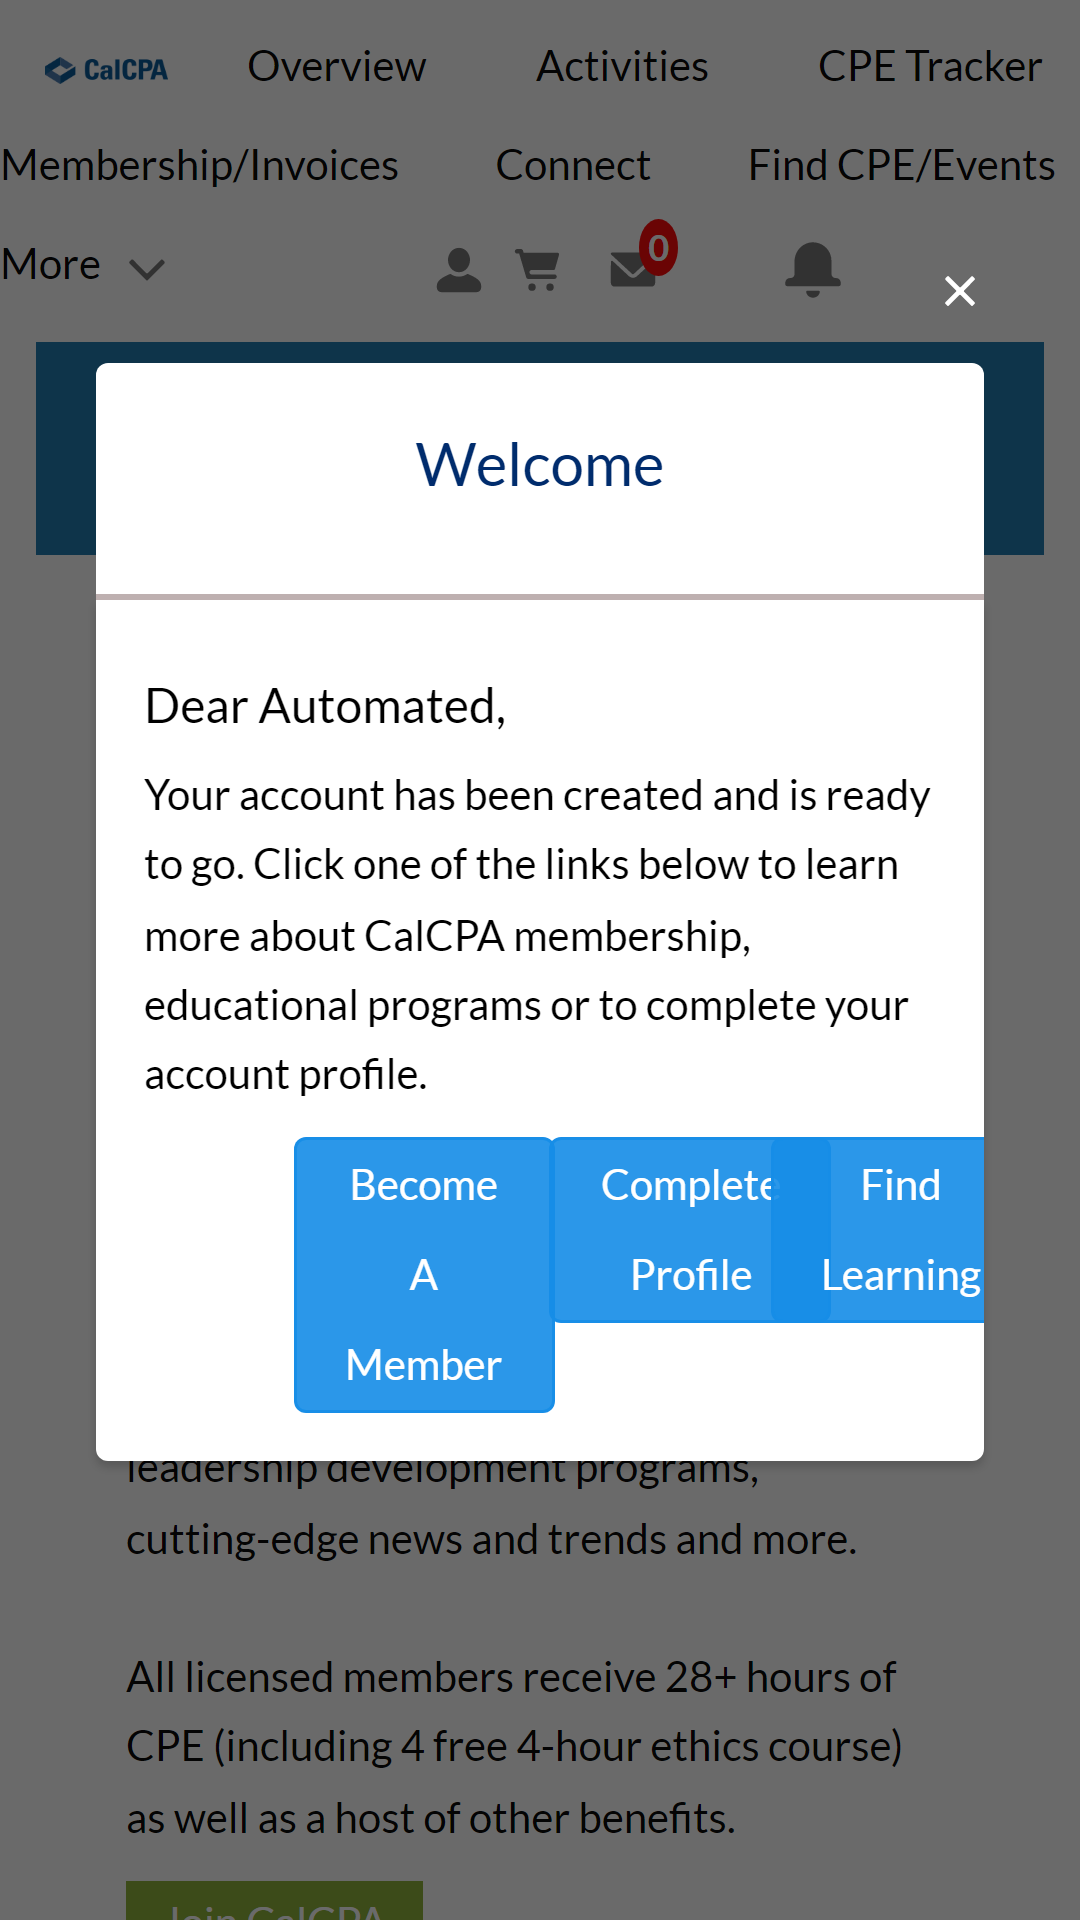 CalCPA Overview Activities CPE Tracker
Membership/Invoices Connect Find CPE/Events
More 0
Welcome
Dear Automated,
Your account has been created and is ready
to go. Click one of the links below to learn
more about CalCPA membership,
educational programs or to complete your
account profile.
Become
A
Member
Complete
Profile
Find
Learning
leadership development programs,
cutting-edge news and trends and more.
All licensed members receive 28+ hours of
CPE (including 4 free 4-hour ethics course)
as well as a host of other benefits.
Join CalCPA